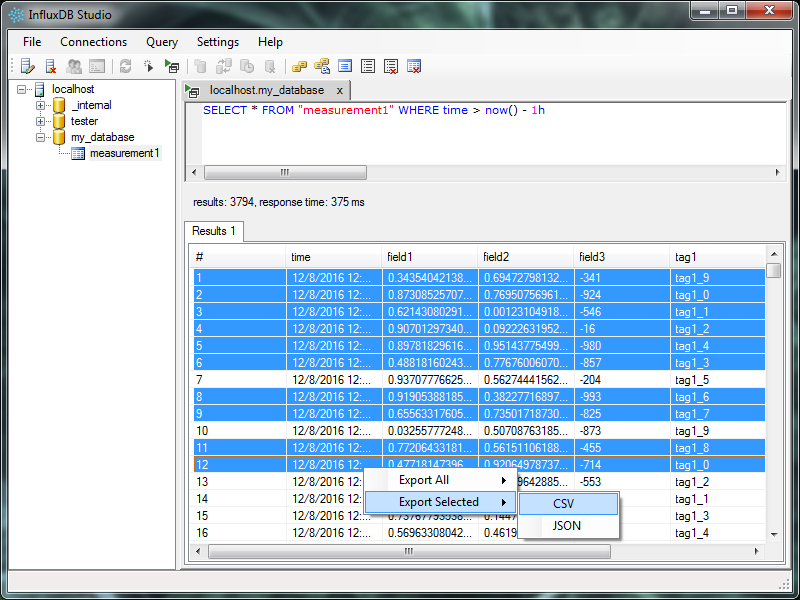 InfluxDB Studio
File Connections Query Settings Help
localhost
_internal
tester
my_database
measurement1
localhost.my_database x
SELECT * FROM "measurement1" WHERE time > now() - 1h
results: 3794, response time: 375 ms
Results 1
# time field1 field2 field3 tag1
1 12/8/2016 12:... 0.34354042138... 0.69472798132... -341 tag1_9
2 12/8/2016 12:... 0.87308525707... 0.76950756961... -924 tag1_0
3 12/8/2016 12:... 0.62143080291... 0.00123104918... -546 tag1_1
4 12/8/2016 12:... 0.90701297340... 0.09222631952... -16 tag1_2
5 12/8/2016 12:... 0.89781829616... 0.95143775499... -980 tag1_4
6 12/8/2016 12:... 0.48818160243... 0.77676006070... -857 tag1_3
7 12/8/2016 12:... 0.93707776625... 0.56274441562... -204 tag1_5
8 12/8/2016 12:... 0.91905388185... 0.38227716897... -993 tag1_6
9 12/8/2016 12:... 0.65563317605... 0.73501718730... -825 tag1_7
10 12/8/2016 12:... 0.03255777248... 0.50708763185... -873 tag1_9
11 12/8/2016 12:... 0.77206433181... 0.56151106188... -455 tag1_8
12 12/8/2016 12:... 0.47718147396... 0.92064978737... -714 tag1_0
13 12/8/2016 12: 9642885... -553 tag1_2
Export All
14 12/8/2016 12: tag1_1
Export Selected CSV
15 12/8/2016 12:... tag1_3
JSON
16 12/8/2016 12:... 0.56963308042... 0.4619 tag1_4